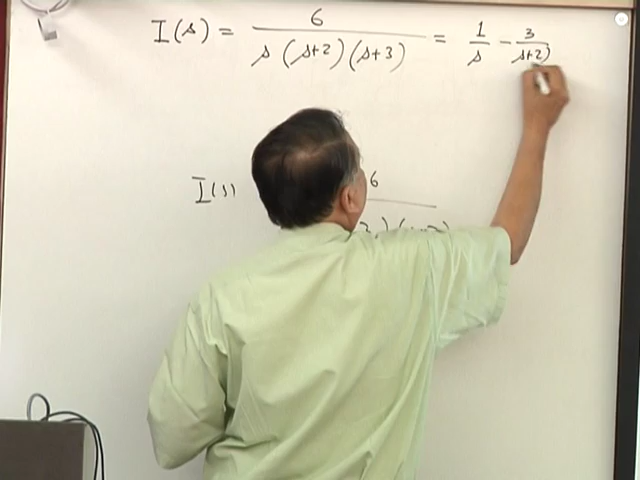 I(s) = 6 / s (s+2) (s+3) = 1/s - 3/s+2)
I(s) 6